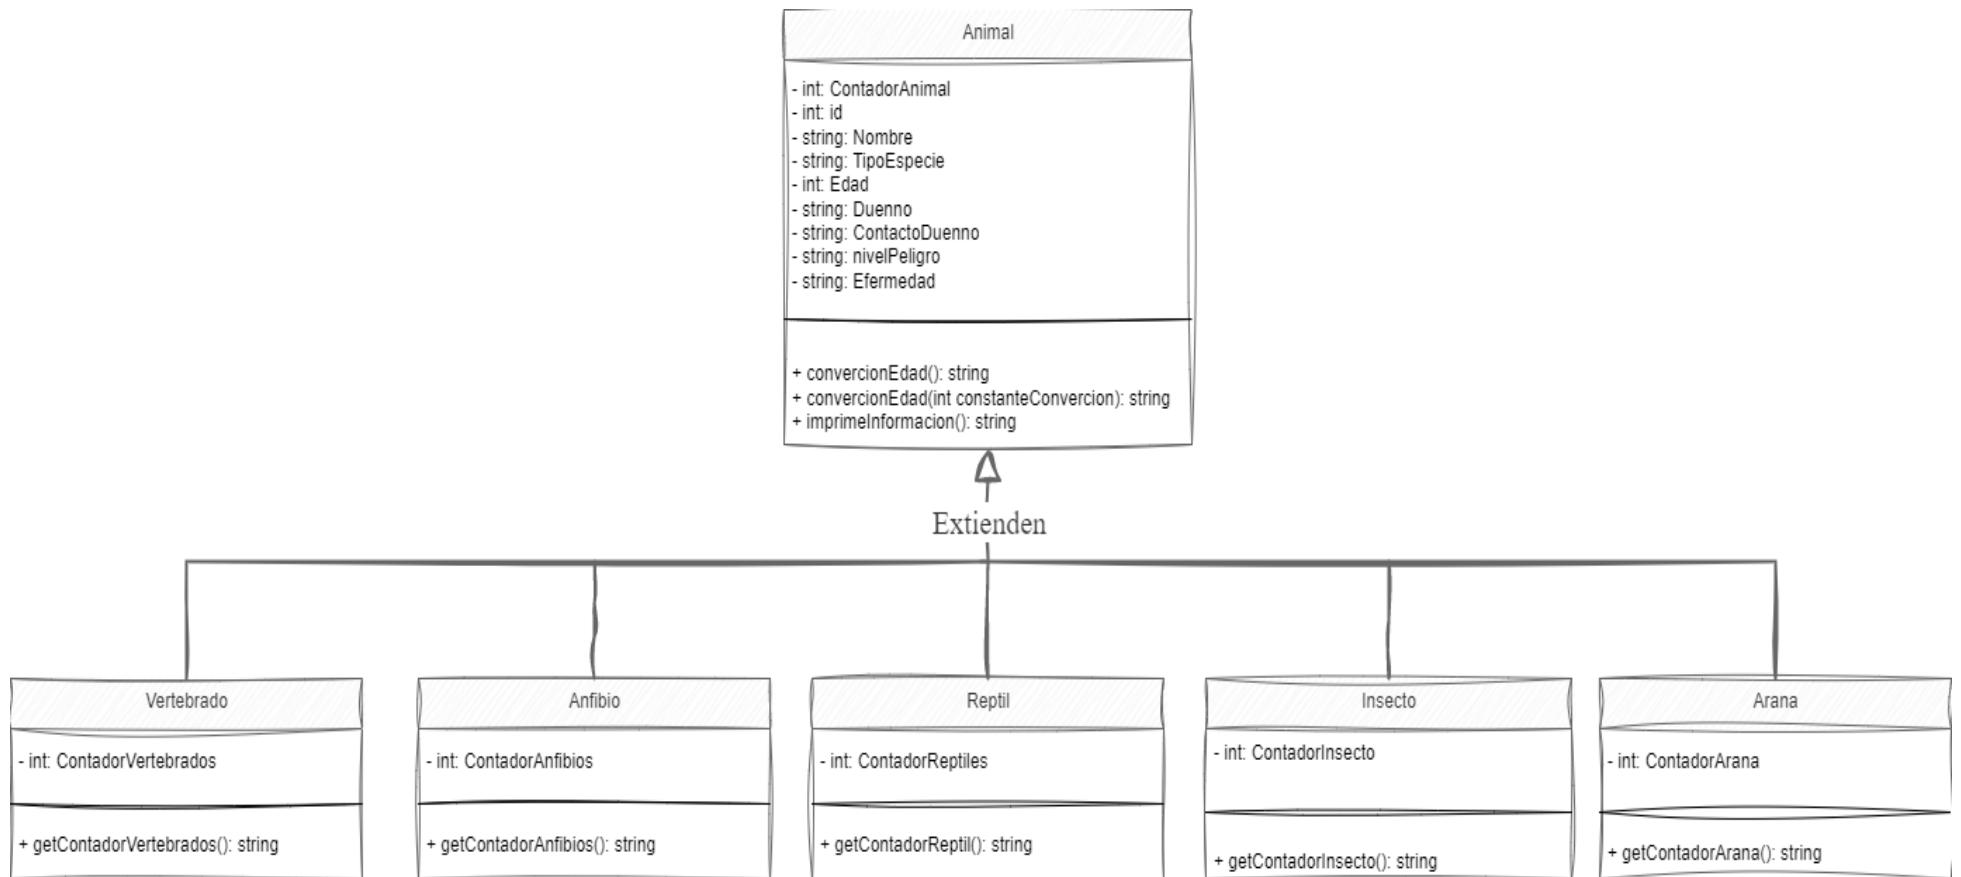 Animal
- int: ContadorAnimal
- int: id
- string: Nombre
- string: TipoEspecie
- int: Edad
- string: Duenno
- string: ContactoDuenno
- string: nivelPeligro
- string: Efermedad
+ convercionEdad(): string
+ convercionEdad(int constanteConvercion): string
+ imprimeInformacion(): string
Extienden
Vertebrado
- int: ContadorVertebrados
+ getContadorVertebrados(): string
Anfibio
- int: ContadorAnfibios
+ getContadorAnfibios(): string
Reptil
- int: ContadorReptiles
+ getContadorReptil(): string
Insecto
- int: ContadorInsecto
+ getContadorInsecto(): string
Arana
- int: ContadorArana
+ getContadorArana(): string